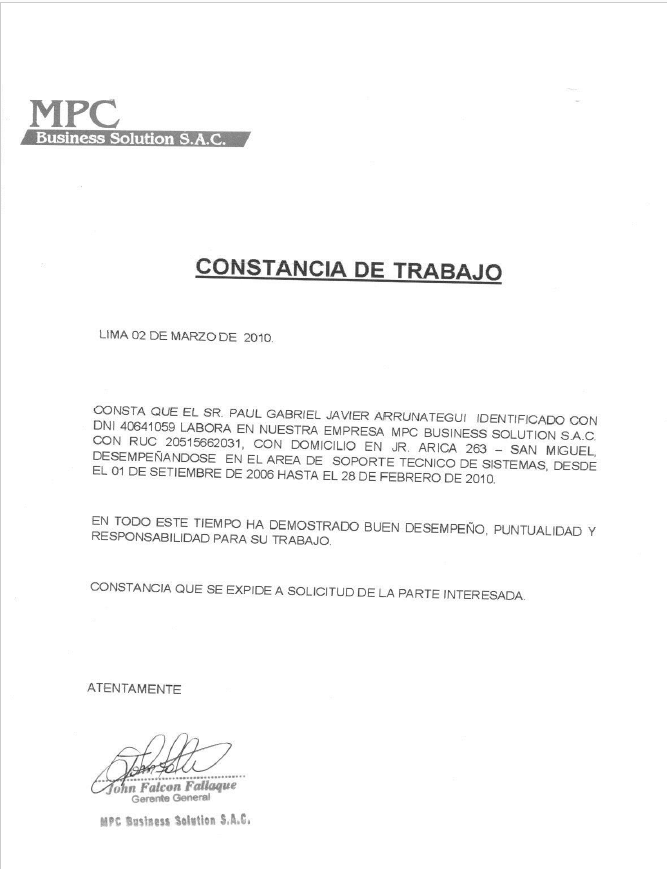 MPC
Business Solution S.A.C.
CONSTANCIA DE TRABAJO
LIMA 02 DE MARZO DE 2010.
CONSTA QUE EL SR. PAUL GABRIEL JAVIER ARRUNATEGUI IDENTIFICADO CON
DNI 40641059 LABORA EN NUESTRA EMPRESA MPC BUSINESS SOLUTION S.A.C.
CON RUC 20515662031, CON DOMICILIO EN JR. ARICA 263 – SAN MIGUEL,
DESEMPEÑANDOSE EN EL AREA DE SOPORTE TECNICO DE SISTEMAS, DESDE
EL 01 DE SETIEMBRE DE 2006 HASTA EL 28 DE FEBRERO DE 2010.
EN TODO ESTE TIEMPO HA DEMOSTRADO BUEN DESEMPEÑO, PUNTUALIDAD Y
RESPONSABILIDAD PARA SU TRABAJO.
CONSTANCIA QUE SE EXPIDE A SOLICITUD DE LA PARTE INTERESADA.
ATENTAMENTE
John Falcon Fallaque
Gerente General
MPC Business Solution S.A.C.